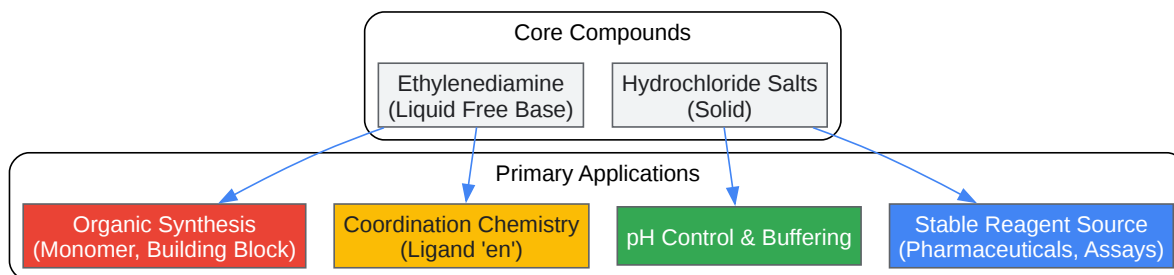 Core Compounds
Ethylenediamine
(Liquid Free Base)
Hydrochloride Salts
(Solid)
Primary Applications
Organic Synthesis
(Monomer, Building Block)
Coordination Chemistry
(Ligand 'en')
pH Control & Buffering
Stable Reagent Source
(Pharmaceuticals, Assays)